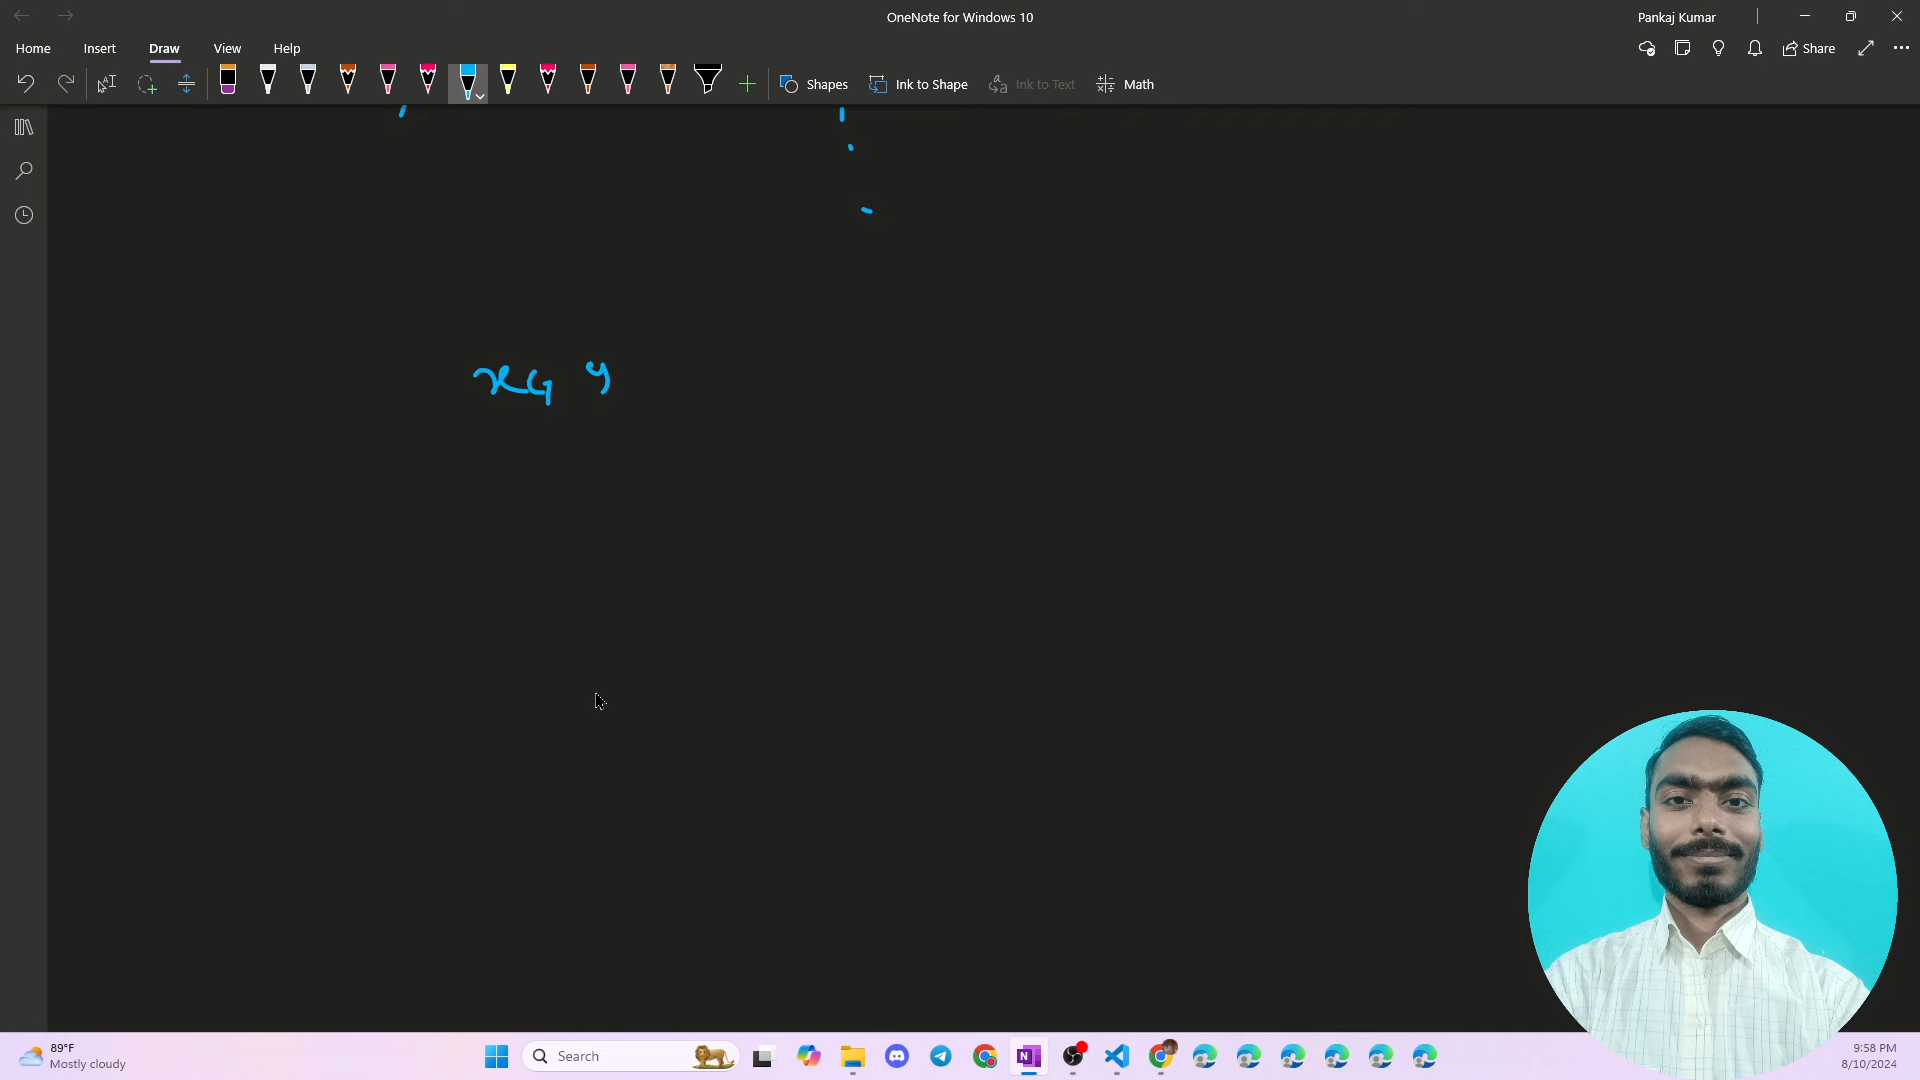 OneNote for Windows 10
Pankaj Kumar
Home Insert Draw View Help
Share
Shapes Ink to Shape Ink to Text Math
89°F
Mostly cloudy
Search
9:58 PM
8/10/2024